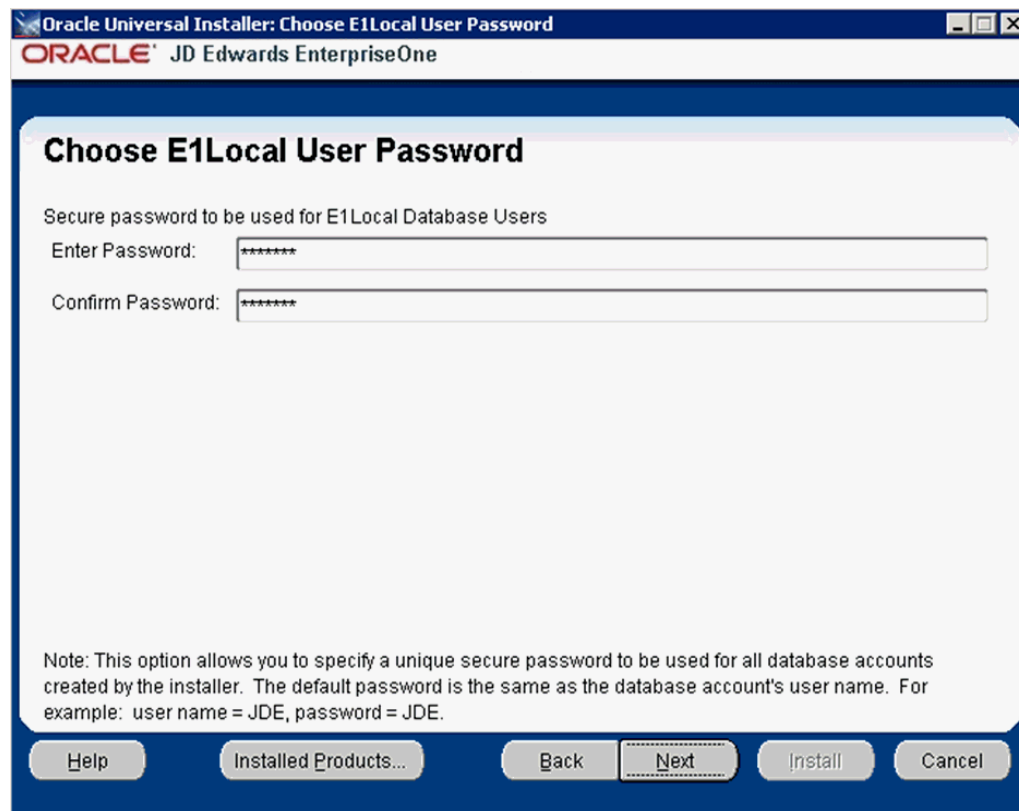 Oracle Universal Installer: Choose E1Local User Password
ORACLE JD Edwards EnterpriseOne
Choose E1Local User Password
Secure password to be used for E1Local Database Users
Enter Password: *******
Confirm Password: *******
Note: This option allows you to specify a unique secure password to be used for all database accounts
created by the installer. The default password is the same as the database account's user name. For
example: user name = JDE, password = JDE.
Help Installed Products... Back Next Install Cancel